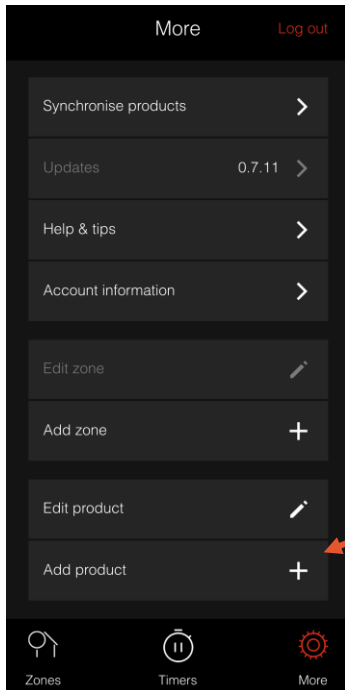 More
Log out
Synchronise products
Updates 0.7.11
Help & tips
Account information
Edit zone
Add zone
Edit product
Add product
Zones Timers More